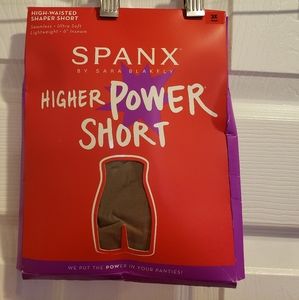 HIGH-WAISTED
SHAPER SHORT
Seamless • Ultra Soft
Lightweight • 6" Inseam
3X
SPANX
BY SARA BLAKELY
HIGHER POWER
SHORT
WE PUT THE POWER IN YOUR PANTIES!